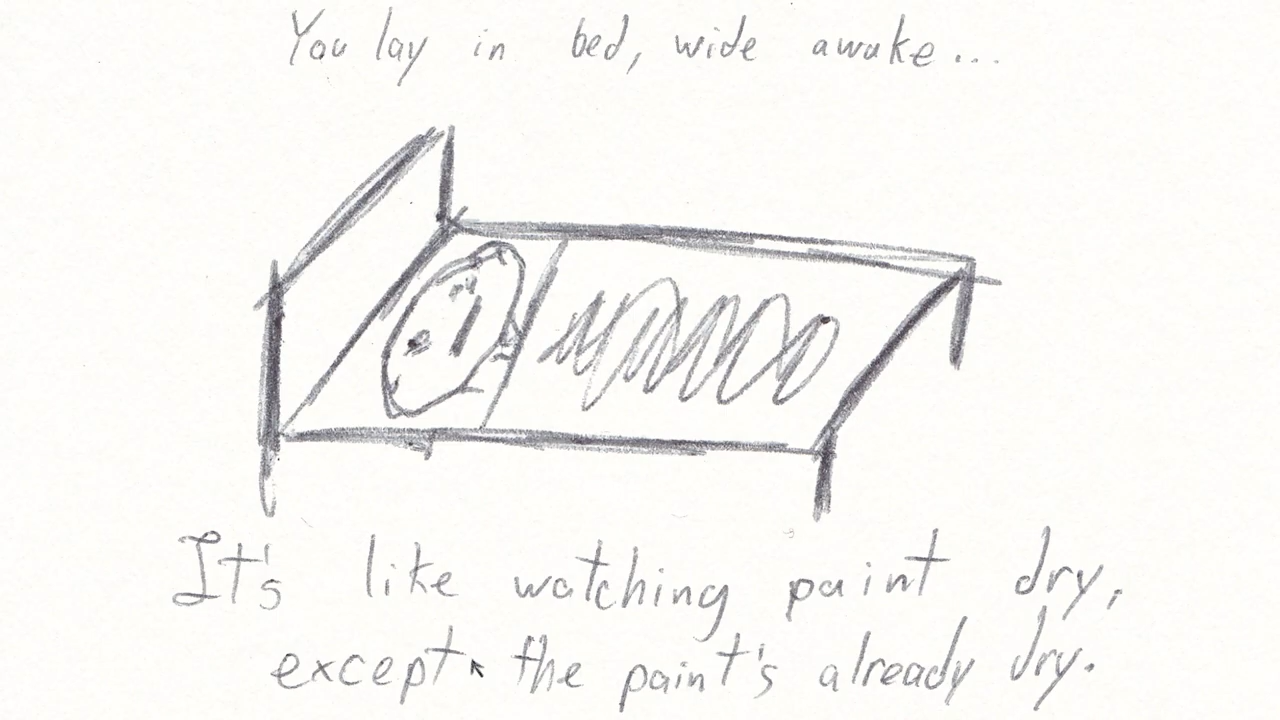 You lay in bed, wide awake...
It's like watching paint dry,
except the paint's already dry.